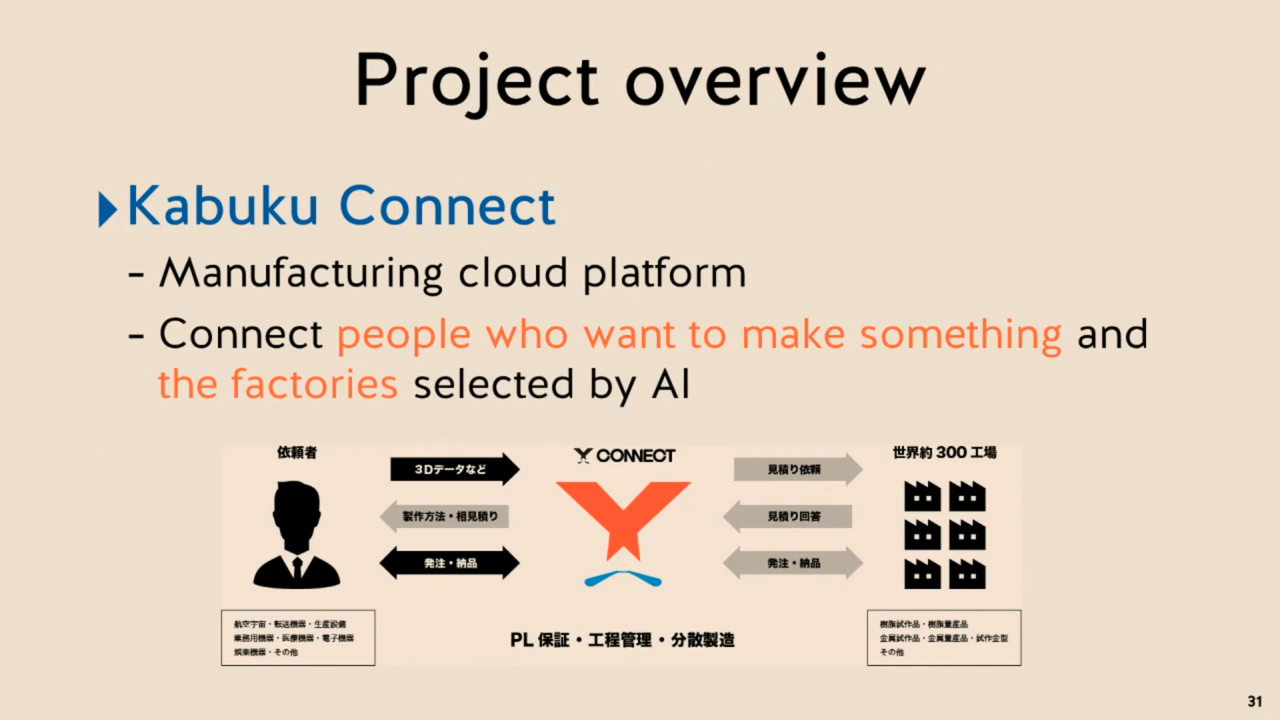 Project overview
Kabuku Connect
- Manufacturing cloud platform
- Connect people who want to make something and
the factories selected by AI
依頼者
3Dデータなど
製作方法・相見積り
発注・納品
CONNECT
見積り依頼
見積り回答
発注・納品
世界約 300 工場
航空宇宙・転送機器・生産設備
業務用機器・医療機器・電子機器
娯楽機器・その他
PL 保証・工程管理・分散製造
樹脂試作品・樹脂量産品
金属試作品・金属量産品・試作金型
その他
31